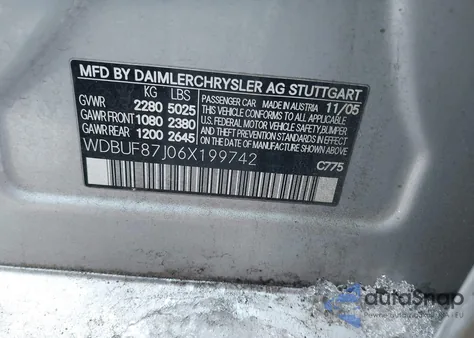 MFD BY DAIMLERCHRYSLER AG STUTTGART
KG LBS
GVWR 2280 5025
GAWR FRONT 1080 2380
GAWR REAR 1200 2645
PASSENGER CAR
MADE IN AUSTRIA 11/05
THIS VEHICLE CONFORMS TO ALL APPLICABLE
U.S. FEDERAL MOTOR VEHICLE SAFETY, BUMPER
AND THEFT PREVENTION STANDARDS IN EFFECT
ON THE DATE OF MANUFACTURE SHOWN ABOVE.
WDBUF87J06X199742
C775
autoSnap